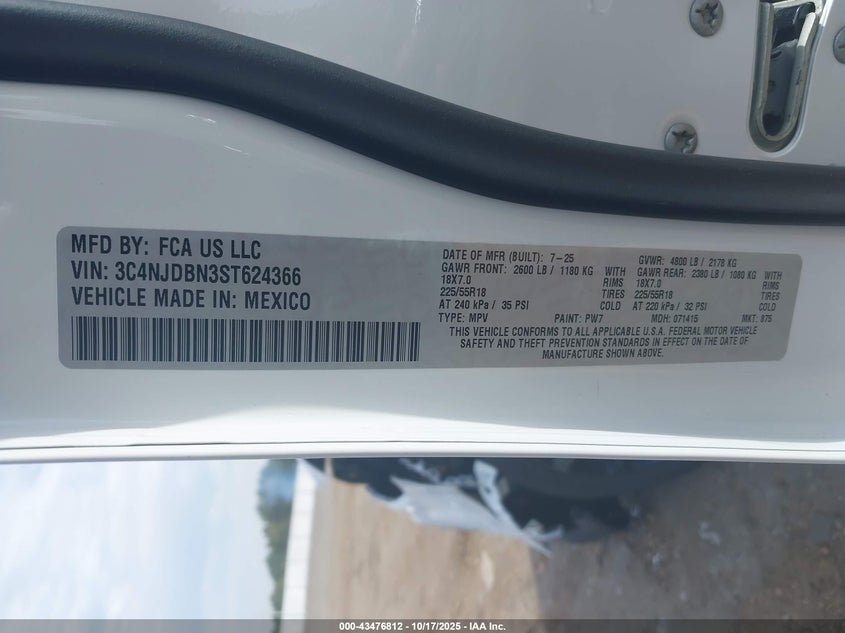 MFD BY: FCA US LLC
VIN: 3C4NJDBN3ST624366
VEHICLE MADE IN: MEXICO
DATE OF MFR (BUILT): 7-25 GVWR: 4800 LB / 2178 KG
GAWR FRONT: 2600 LB / 1180 KG GAWR REAR: 2380 LB / 1080 KG
18X7.0 RIMS 18X7.0 RIMS
225/55R18 TIRES 225/55R18 TIRES
AT 240 kPa / 35 PSI COLD AT 220 kPa / 32 PSI COLD
TYPE: MPV PAINT: PW7 MDH: 071415 MKT: 875
THIS VEHICLE CONFORMS TO ALL APPLICABLE U.S.A. FEDERAL MOTOR VEHICLE
SAFETY AND THEFT PREVENTION STANDARDS IN EFFECT ON THE DATE OF
MANUFACTURE SHOWN ABOVE.
000-43476812 - 10/17/2025 - IAA Inc.